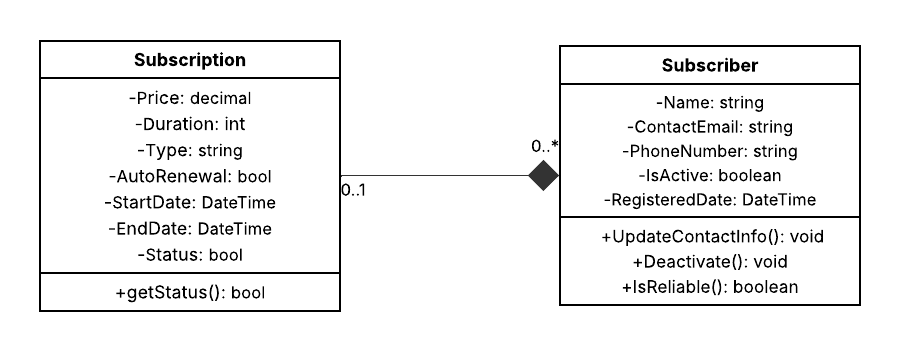 Subscription
-Price: decimal
-Duration: int
-Type: string
-AutoRenewal: bool
-StartDate: DateTime
-EndDate: DateTime
-Status: bool
+getStatus(): bool
0..1
0..*
Subscriber
-Name: string
-ContactEmail: string
-PhoneNumber: string
-IsActive: boolean
-RegisteredDate: DateTime
+UpdateContactInfo(): void
+Deactivate(): void
+IsReliable(): boolean